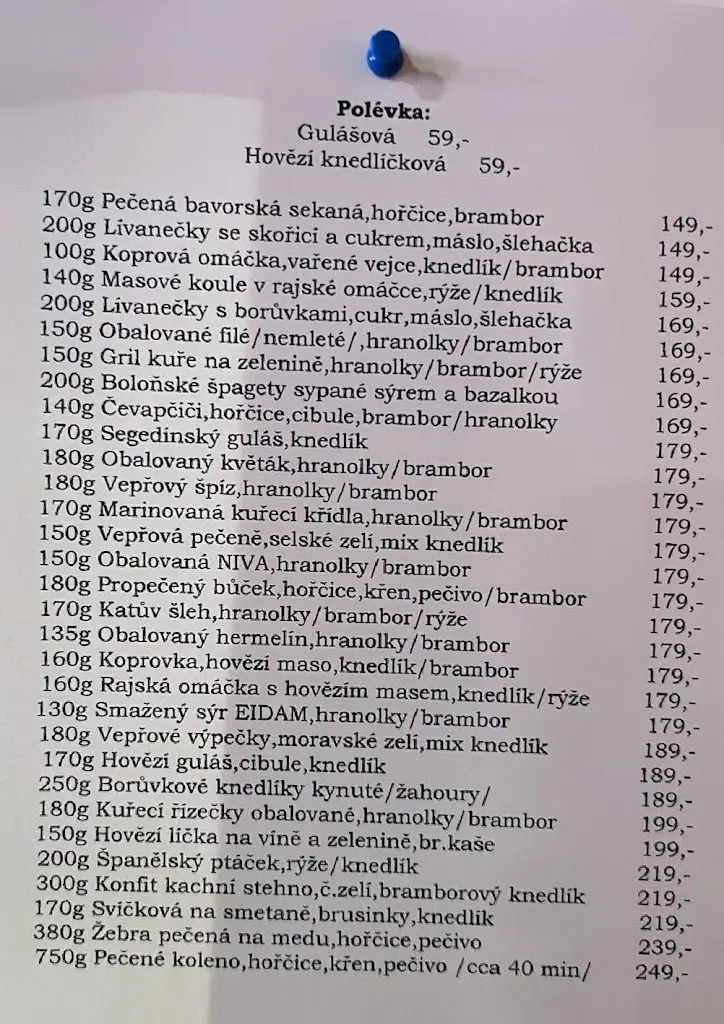 Polévka:
Gulášová 59,-
Hovězí knedlíčková 59,-
170g Pečená bavorská sekaná,hořčice,brambor 149,-
200g Livanečky se skořicí a cukrem,máslo,šlehačka 149,-
100g Koprová omáčka,vařené vejce,knedlík/brambor 149,-
140g Masové koule v rajské omáčce,rýže/knedlík 159,-
200g Livanečky s borůvkami,cukr,máslo,šlehačka 169,-
150g Obalované filé/nemleté/,hranolky/brambor 169,-
150g Gril kuře na zelenině,hranolky/brambor/rýže 169,-
200g Boloňské špagety sypané sýrem a bazalkou 169,-
140g Čevapčiči,hořčice,cibule,brambor/hranolky 169,-
170g Segedínský guláš,knedlík 179,-
180g Obalovaný květák,hranolky/brambor 179,-
180g Vepřový špíz,hranolky/brambor 179,-
170g Marinovaná kuřecí křídla,hranolky/brambor 179,-
150g Vepřová pečeně,selské zelí,mix knedlík 179,-
150g Obalovaná NIVA,hranolky/brambor 179,-
180g Propečený bůček,hořčice,křen,pečivo/brambor 179,-
170g Katův šleh,hranolky/brambor/rýže 179,-
135g Obalovaný hermelín,hranolky/brambor 179,-
160g Koprovka,hovězí maso,knedlík/brambor 179,-
160g Rajská omáčka s hovězím masem,knedlík/rýže 179,-
130g Smažený sýr EIDAM,hranolky/brambor 179,-
180g Vepřové výpečky,moravské zelí,mix knedlík 189,-
170g Hovězí guláš,cibule,knedlík 189,-
250g Borůvkové knedlíky kynuté/žahoury/ 189,-
180g Kuřecí řízečky obalované,hranolky/brambor 199,-
150g Hovězí líčka na víně a zelenině,br.kaše 199,-
200g Španělský ptáček,rýže/knedlík 219,-
300g Konfit kachní stehno,č.zelí,bramborový knedlík 219,-
170g Svíčková na smetaně,brusinky,knedlík 219,-
380g Žebra pečená na medu,hořčice,pečivo 239,-
750g Pečené koleno,hořčice,křen,pečivo /cca 40 min/ 249,-